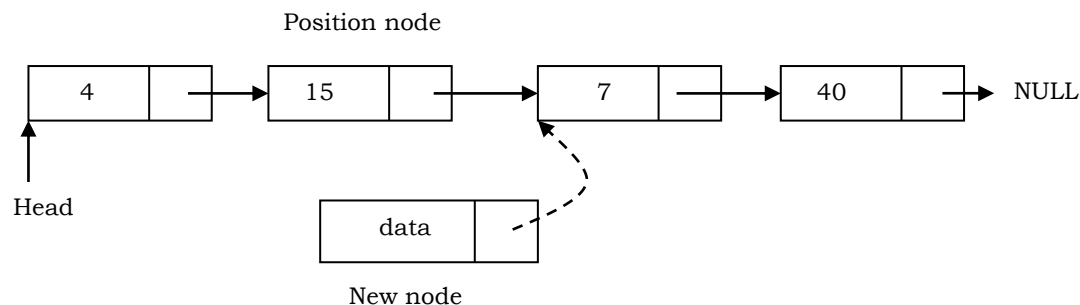 Position node
4 15 7 40 NULL
Head
data
New node